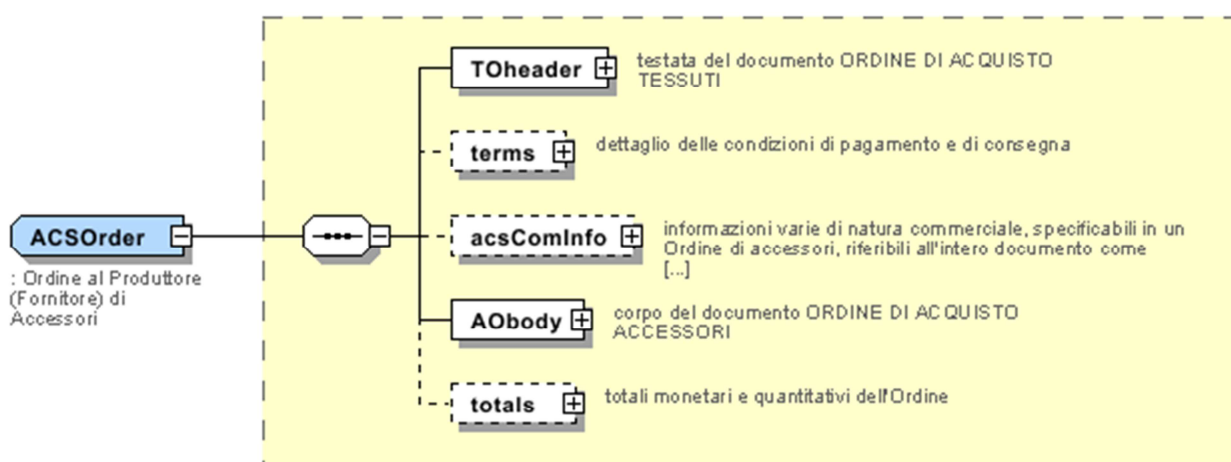 TOheader
testata del documento ORDINE DI ACQUISTO
TESSUTI
terms
dettaglio delle condizioni di pagamento e di consegna
ACSOrder
: Ordine al Produttore
(Fornitore) di
Accessori
acsComInfo
informazioni varie di natura commerciale, specificabili in un
Ordine di accessori, riferibili all'intero documento come
[...]
AObody
corpo del documento ORDINE DI ACQUISTO
ACCESSORI
totals
totali monetari e quantitativi dell'Ordine